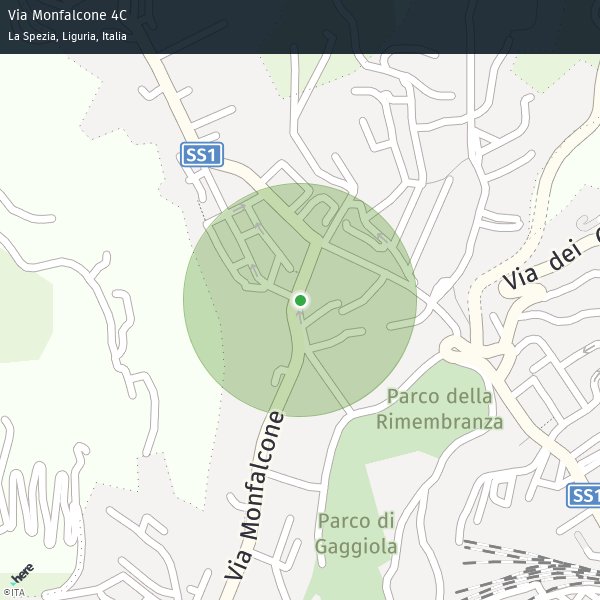 Via Monfalcone 4C
La Spezia, Liguria, Italia
SS1
Via dei
Parco della
Rimembranza
Via Monfalcone
SS1
Parco di
Gaggiola
here
©ITA